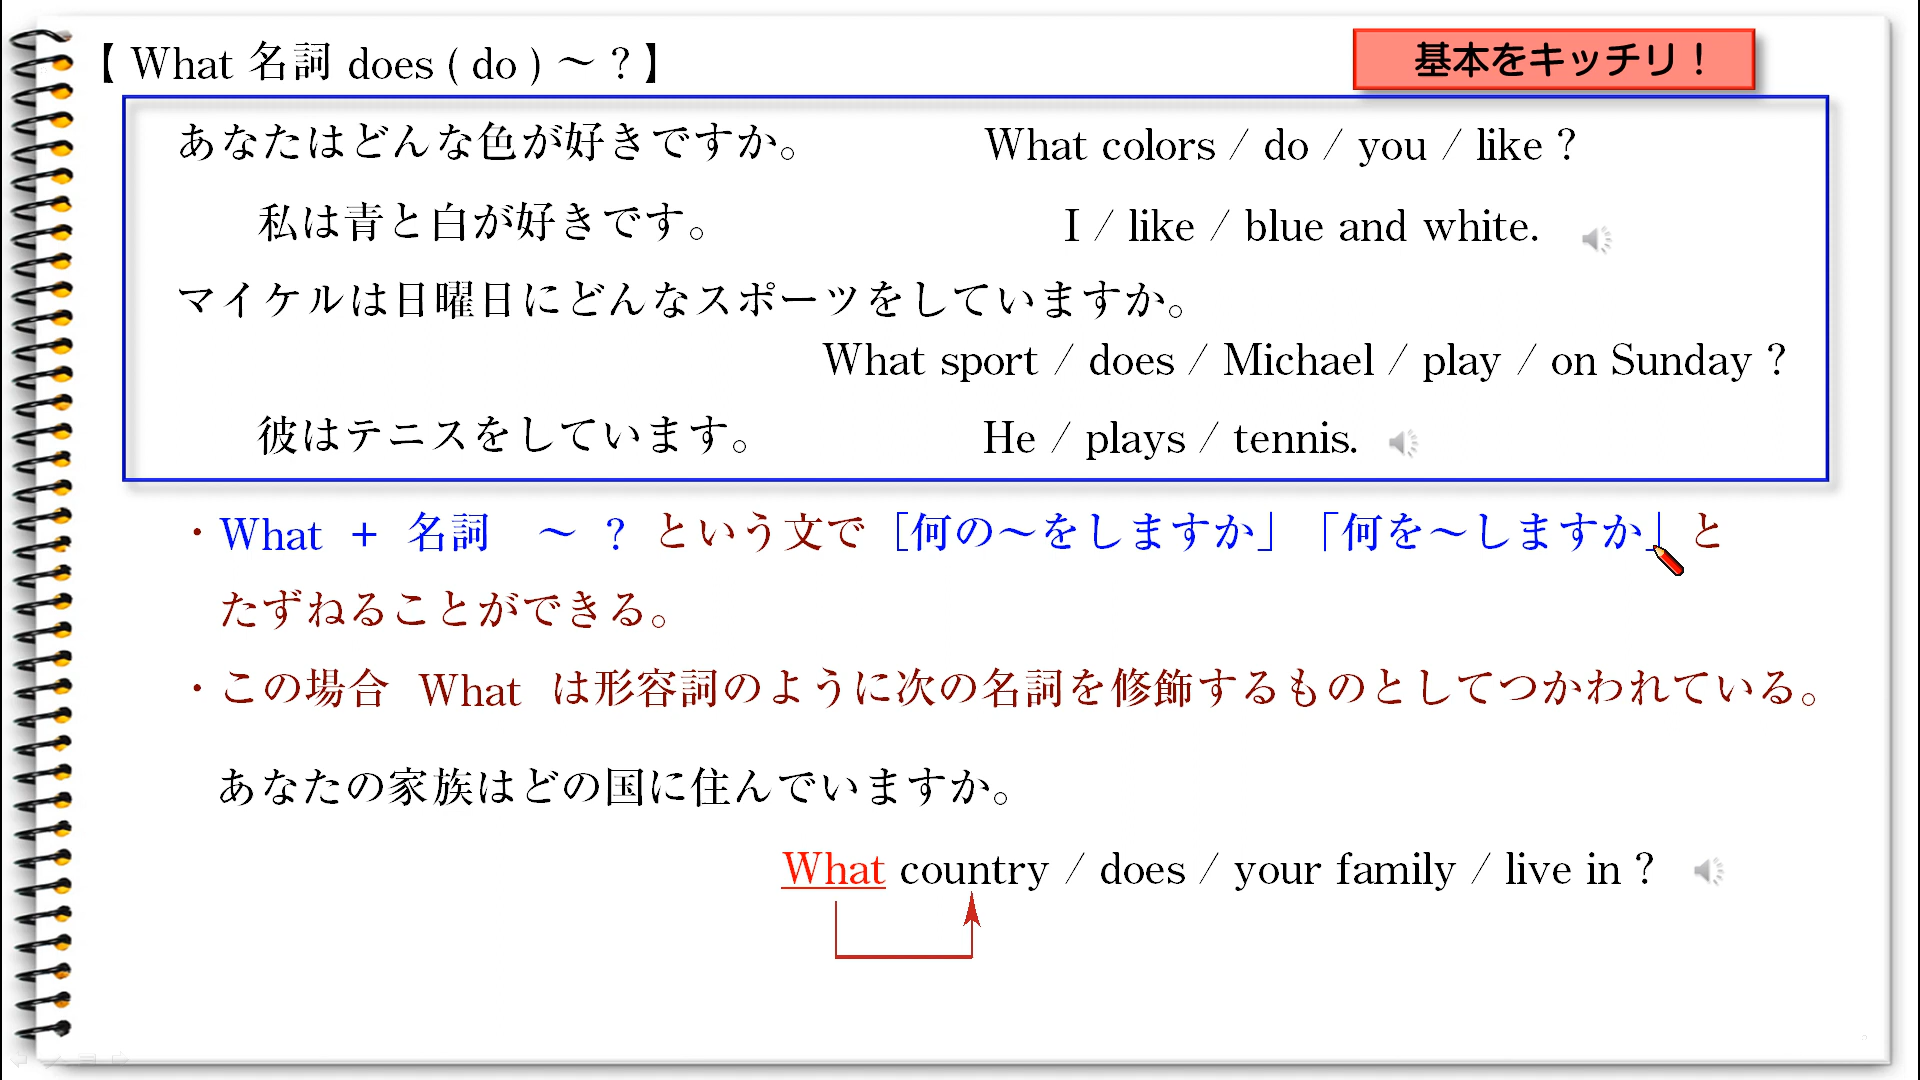 【 What 名詞 does ( do ) ～ ? 】
基本をキッチリ！
あなたはどんな色が好きですか。 What colors / do / you / like ?
私は青と白が好きです。 I / like / blue and white.
マイケルは日曜日にどんなスポーツをしていますか。
What sport / does / Michael / play / on Sunday ?
彼はテニスをしています。 He / plays / tennis.
・What + 名詞 ～ ? という文で［何の～をしますか」「何を～しますか」と
たずねることができる。
・この場合 What は形容詞のように次の名詞を修飾するものとしてつかわれている。
あなたの家族はどの国に住んでいますか。
What country / does / your family / live in ?